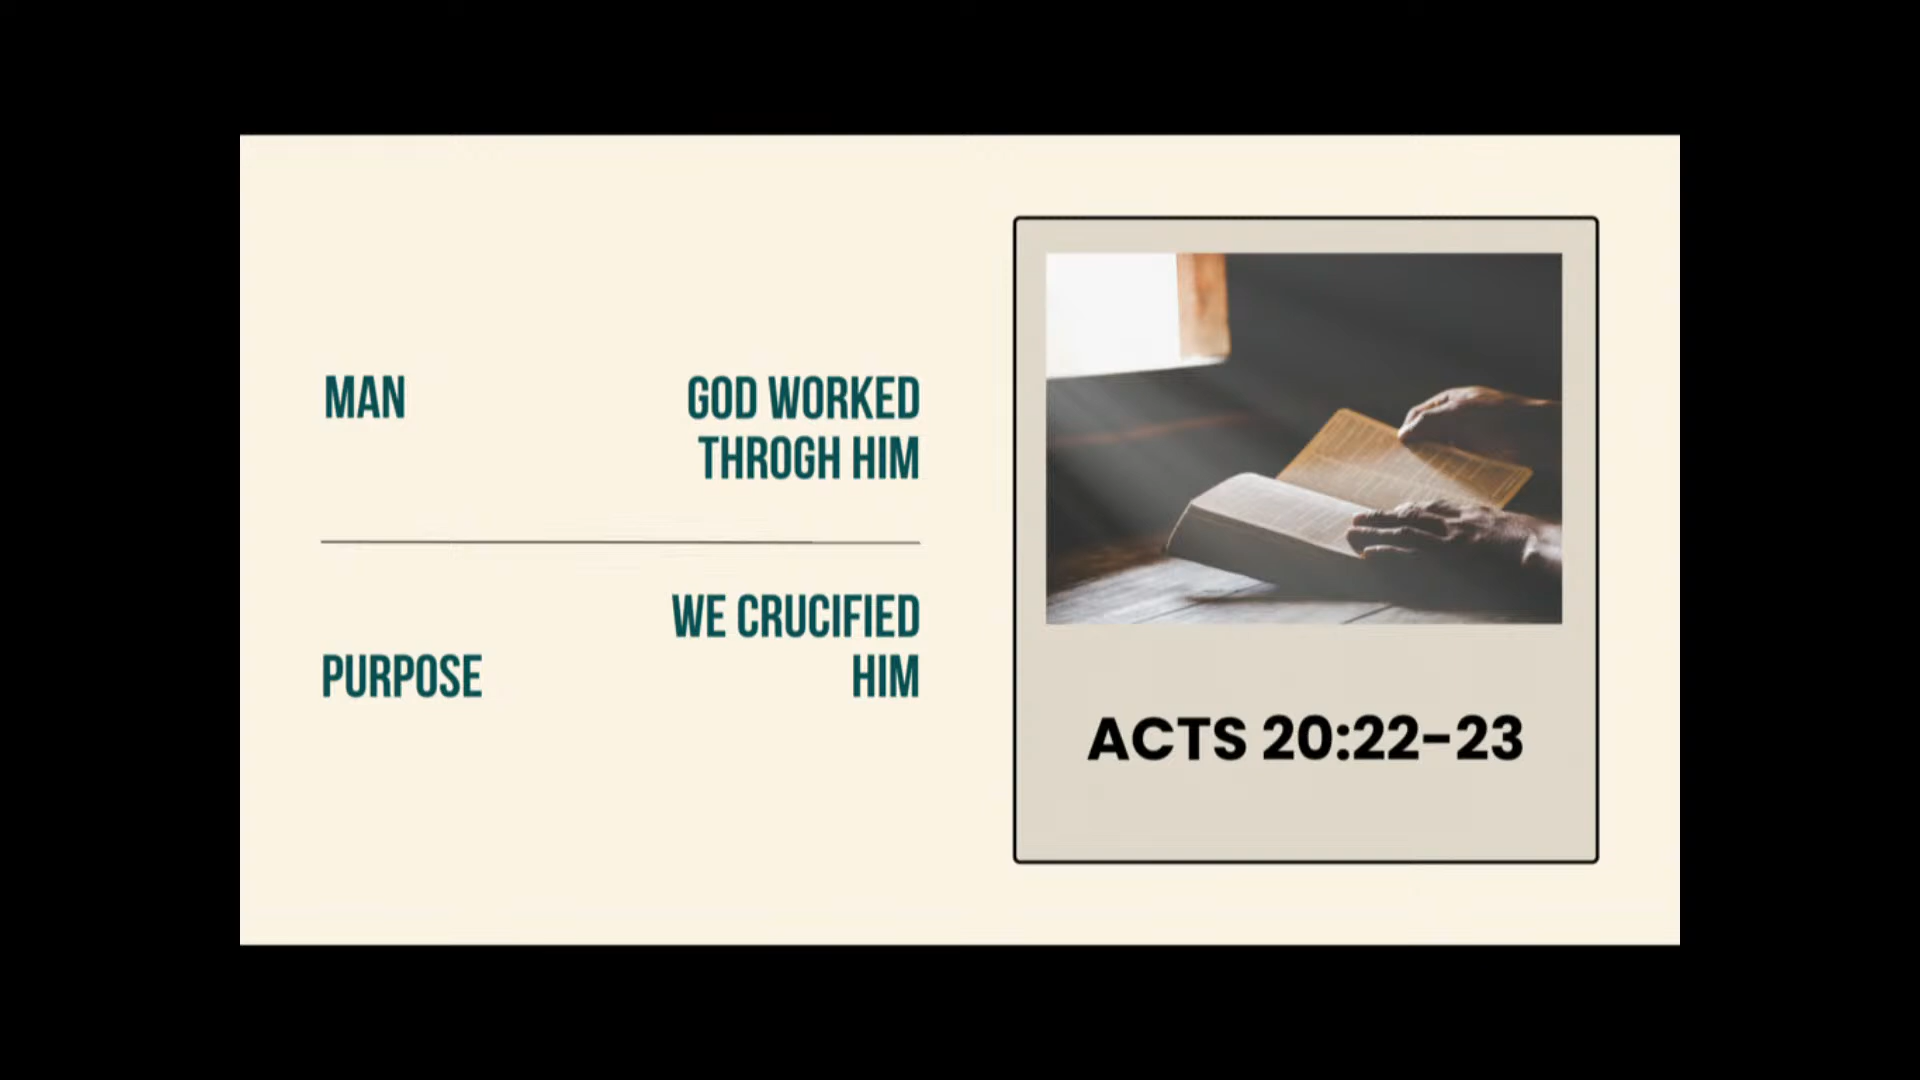 MAN
GOD WORKED
THROGH HIM
WE CRUCIFIED
PURPOSE
HIM
ACTS 20:22-23